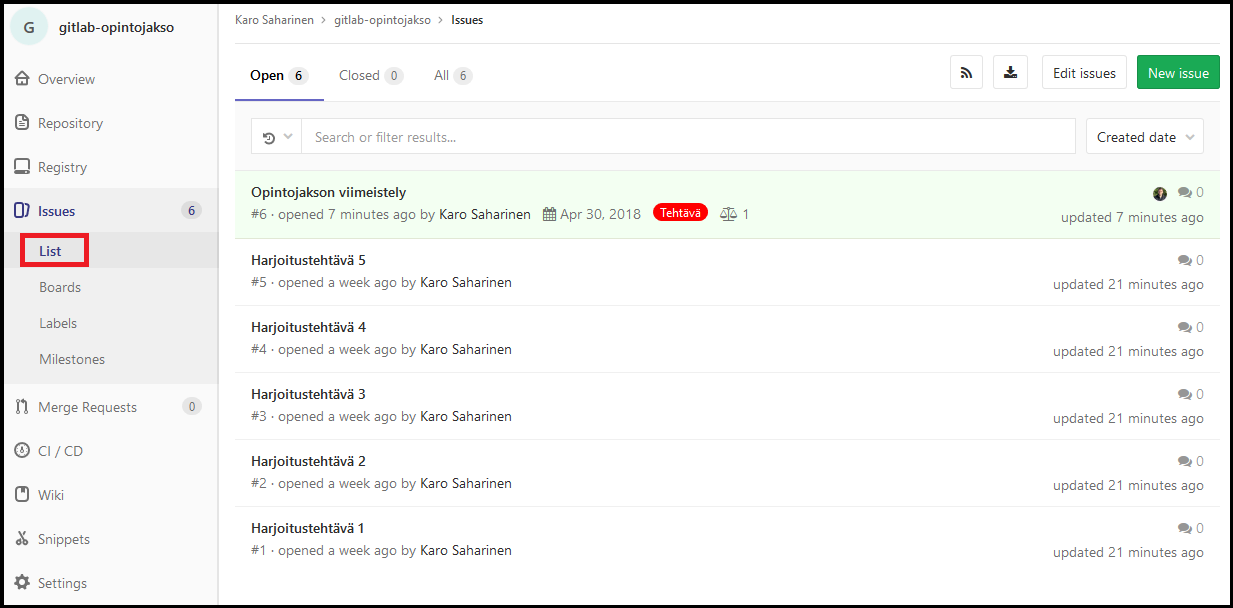 G gitlab-opintojakso
Overview
Repository
Registry
Issues 6
List
Boards
Labels
Milestones
Merge Requests 0
CI / CD
Wiki
Snippets
Settings
Karo Saharinen > gitlab-opintojakso > Issues
Open 6 Closed 0 All 6 Edit issues New issue
Search or filter results... Created date
Opintojakson viimeistely 0
#6 · opened 7 minutes ago by Karo Saharinen Apr 30, 2018 Tehtävä 1 updated 7 minutes ago
Harjoitustehtävä 5 0
#5 · opened a week ago by Karo Saharinen updated 21 minutes ago
Harjoitustehtävä 4 0
#4 · opened a week ago by Karo Saharinen updated 21 minutes ago
Harjoitustehtävä 3 0
#3 · opened a week ago by Karo Saharinen updated 21 minutes ago
Harjoitustehtävä 2 0
#2 · opened a week ago by Karo Saharinen updated 21 minutes ago
Harjoitustehtävä 1 0
#1 · opened a week ago by Karo Saharinen updated 21 minutes ago